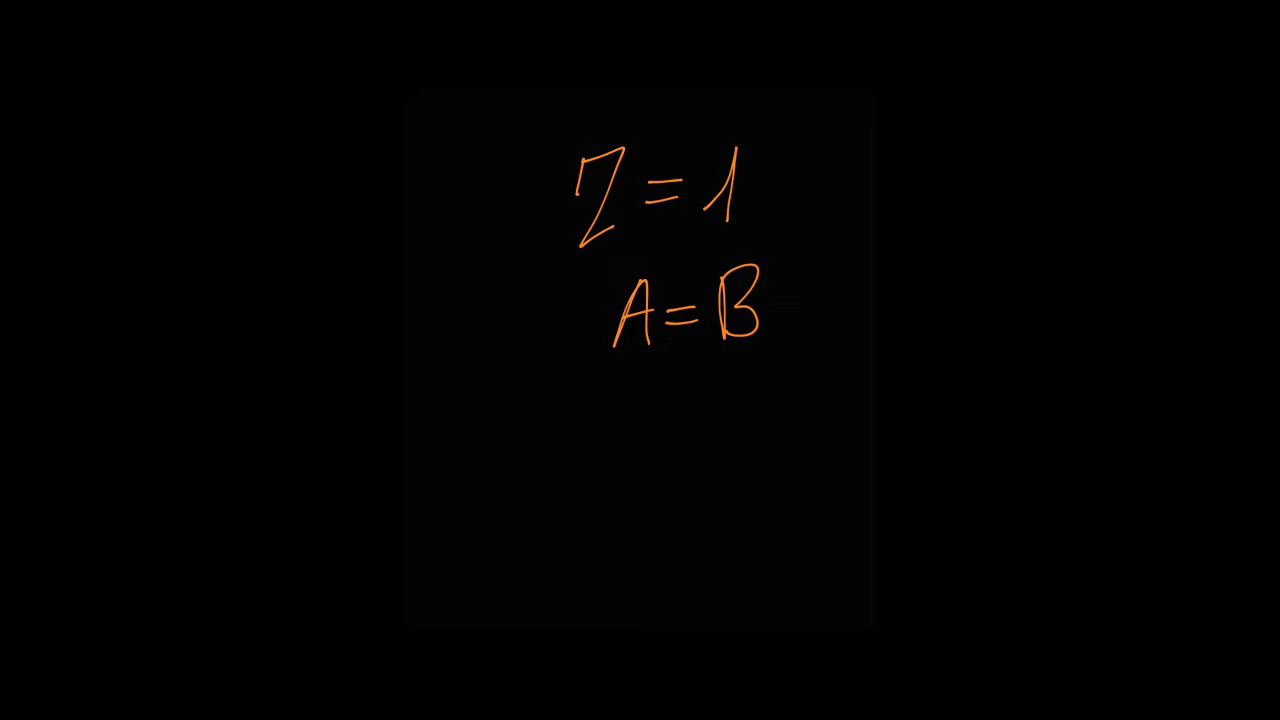 Z = 1
A = B